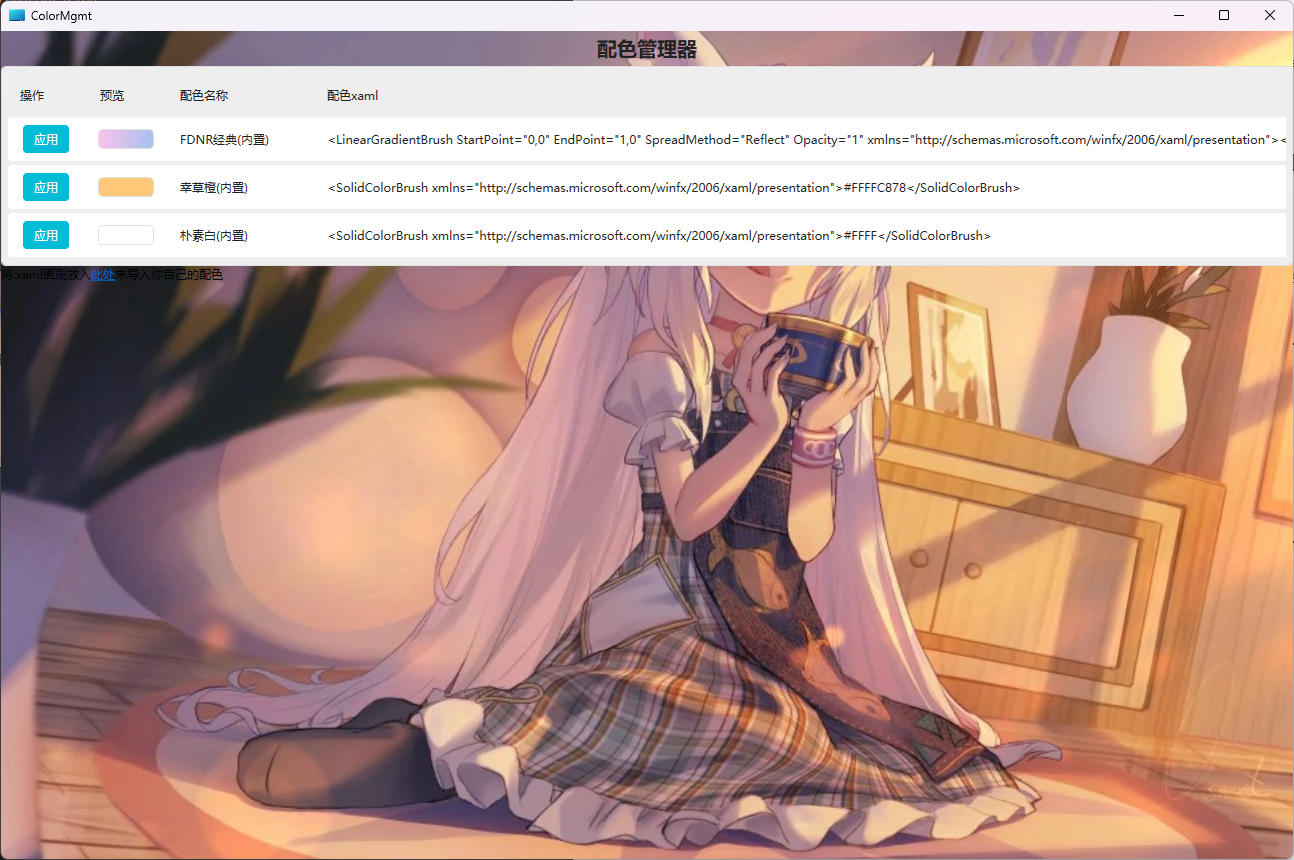 ColorMgmt
配色管理器
操作 预览 配色名称 配色xaml
应用 FDNR经典(内置) <LinearGradientBrush StartPoint="0,0" EndPoint="1,0" SpreadMethod="Reflect" Opacity="1" xmlns="http://schemas.microsoft.com/winfx/2006/xaml/presentation"><
应用 幸草橙(内置) <SolidColorBrush xmlns="http://schemas.microsoft.com/winfx/2006/xaml/presentation">#FFFFC878</SolidColorBrush>
应用 朴素白(内置) <SolidColorBrush xmlns="http://schemas.microsoft.com/winfx/2006/xaml/presentation">#FFFF</SolidColorBrush>
将.xaml画刷放入此处来导入你自己的配色